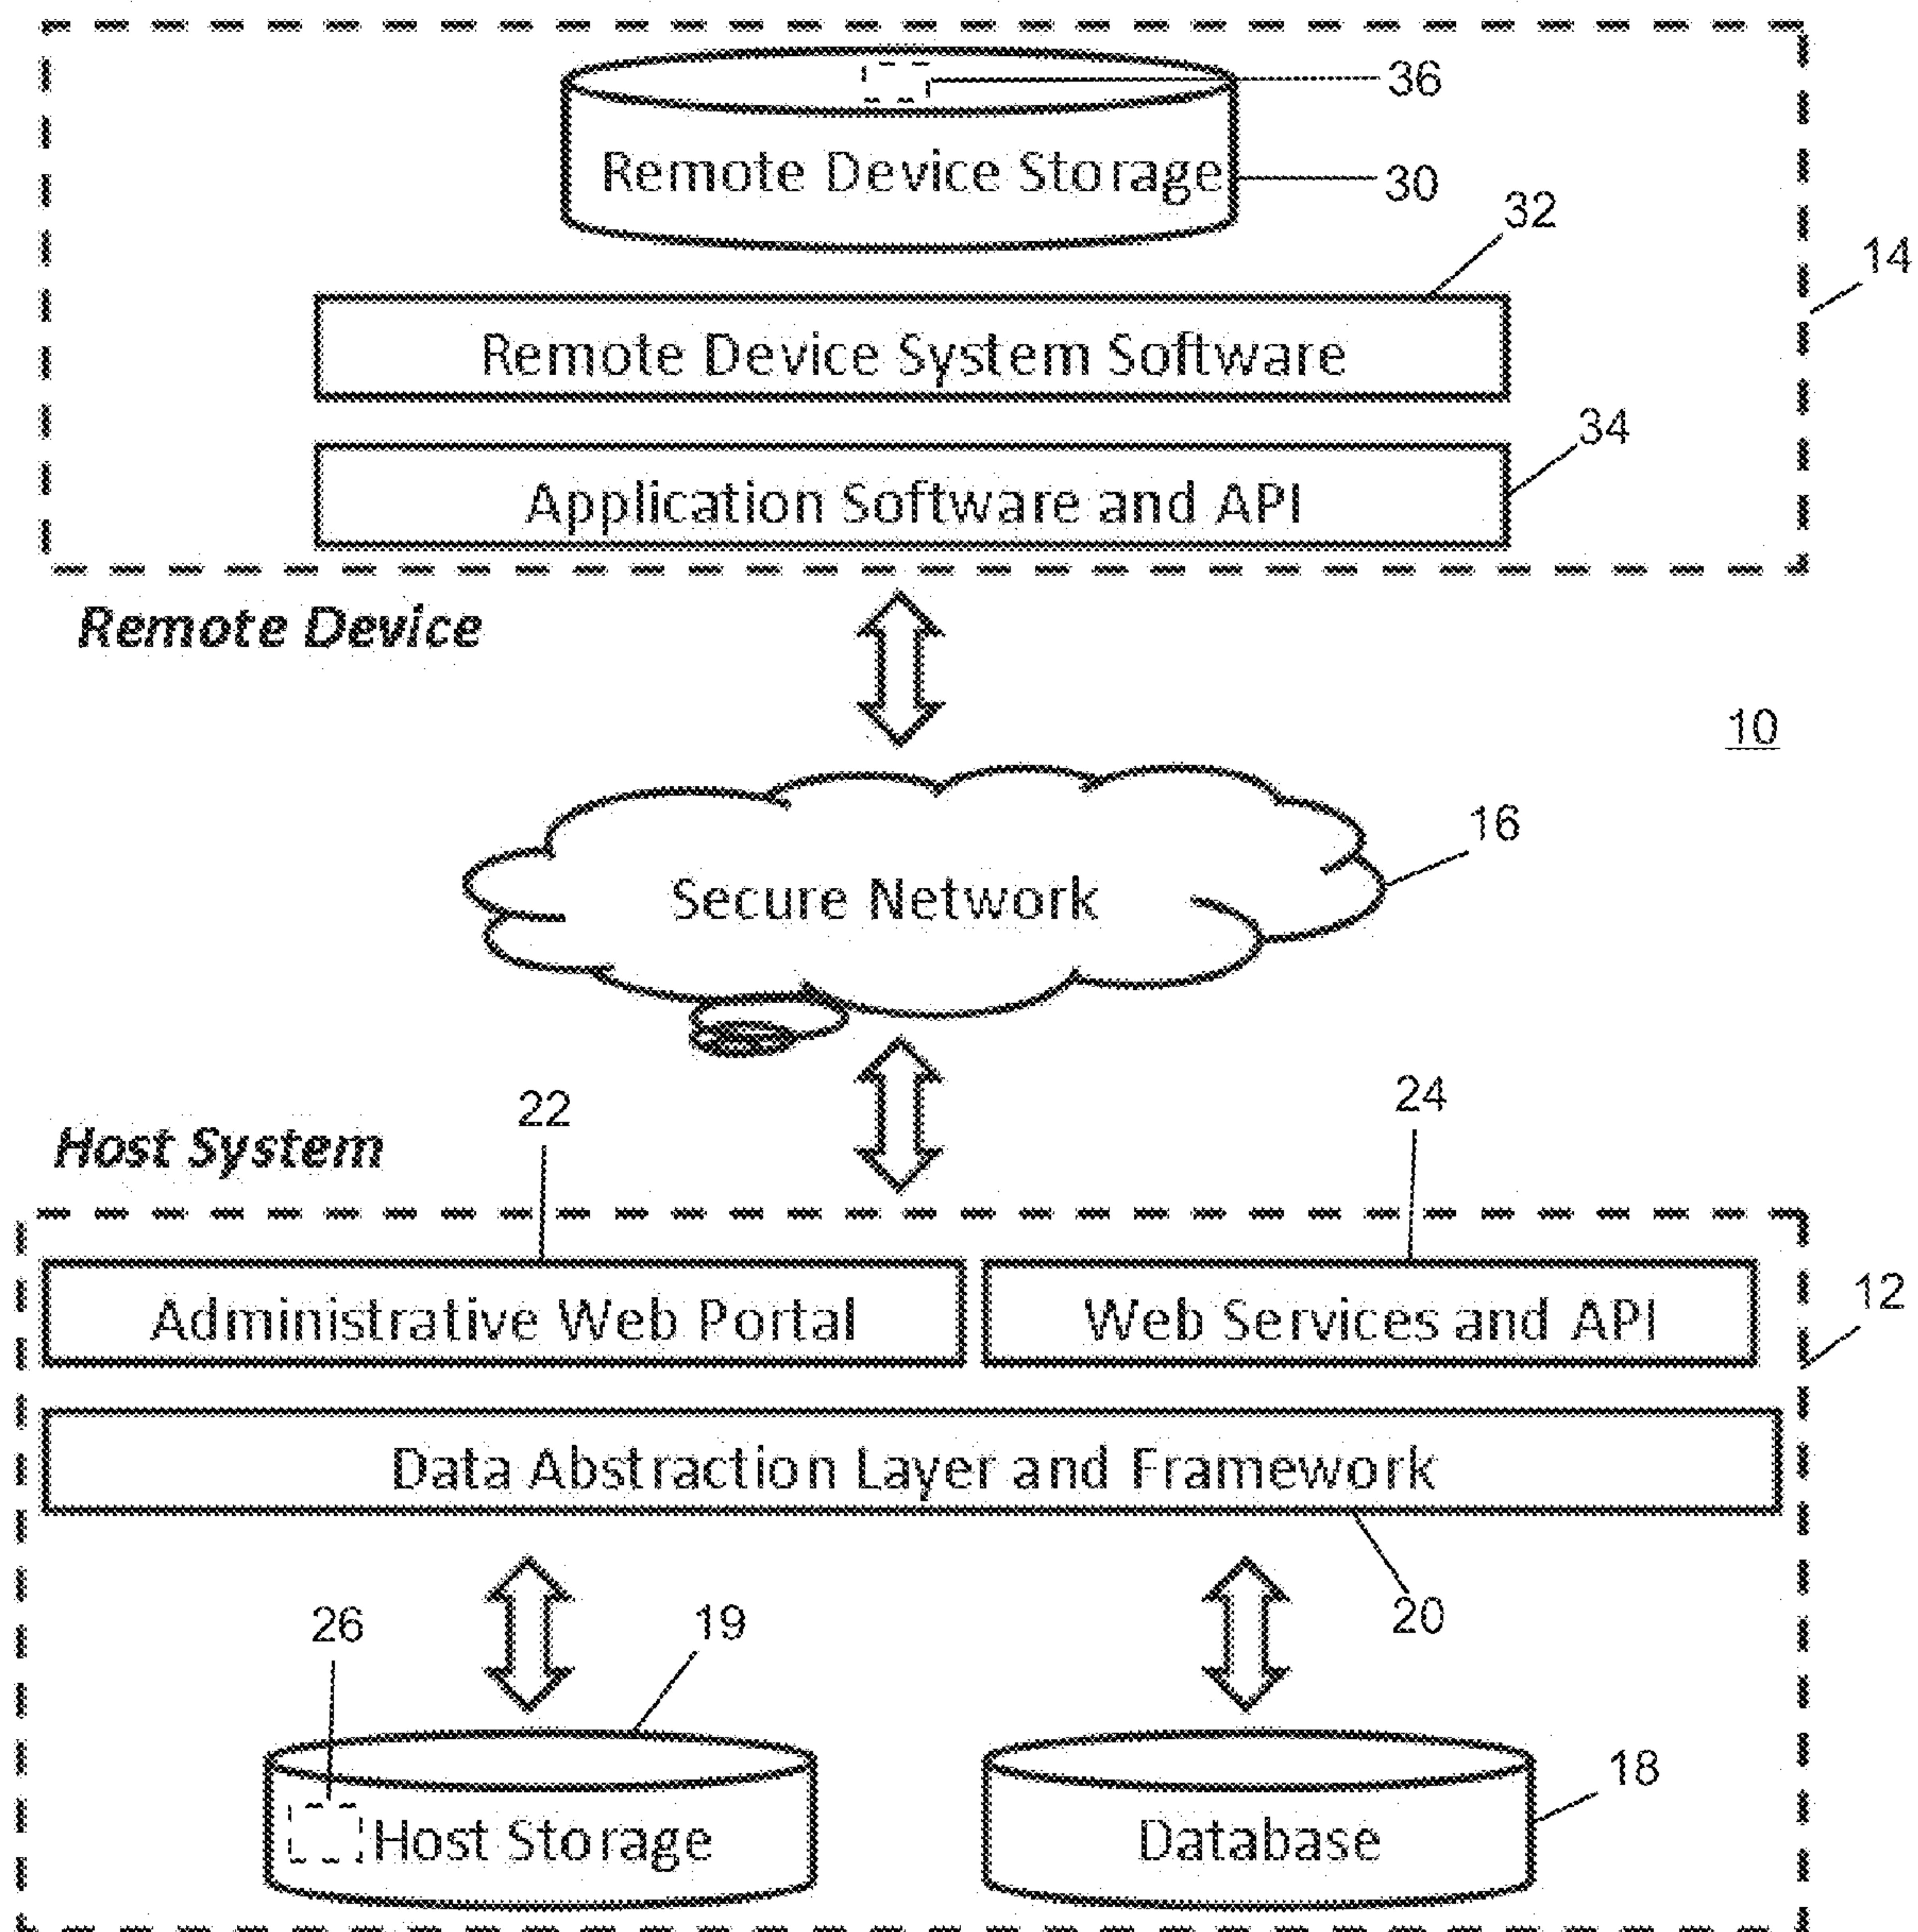 36
Remote Device Storage
30
32
14
Remote Device System Software
34
Application Software and API
Remote Device
10
16
Secure Network
22
24
Host System
12
Administrative Web Portal
Web Services and API
Data Abstraction Layer and Framework
20
26
19
18
Host Storage
Database